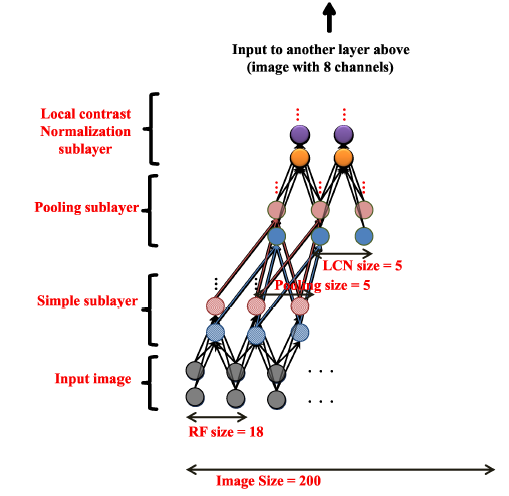 Input to another layer above
(image with 8 channels)
Local contrast
Normalization
sublayer
Pooling sublayer
LCN size = 5
Pooling size = 5
Simple sublayer
Input image
RF size = 18
Image Size = 200